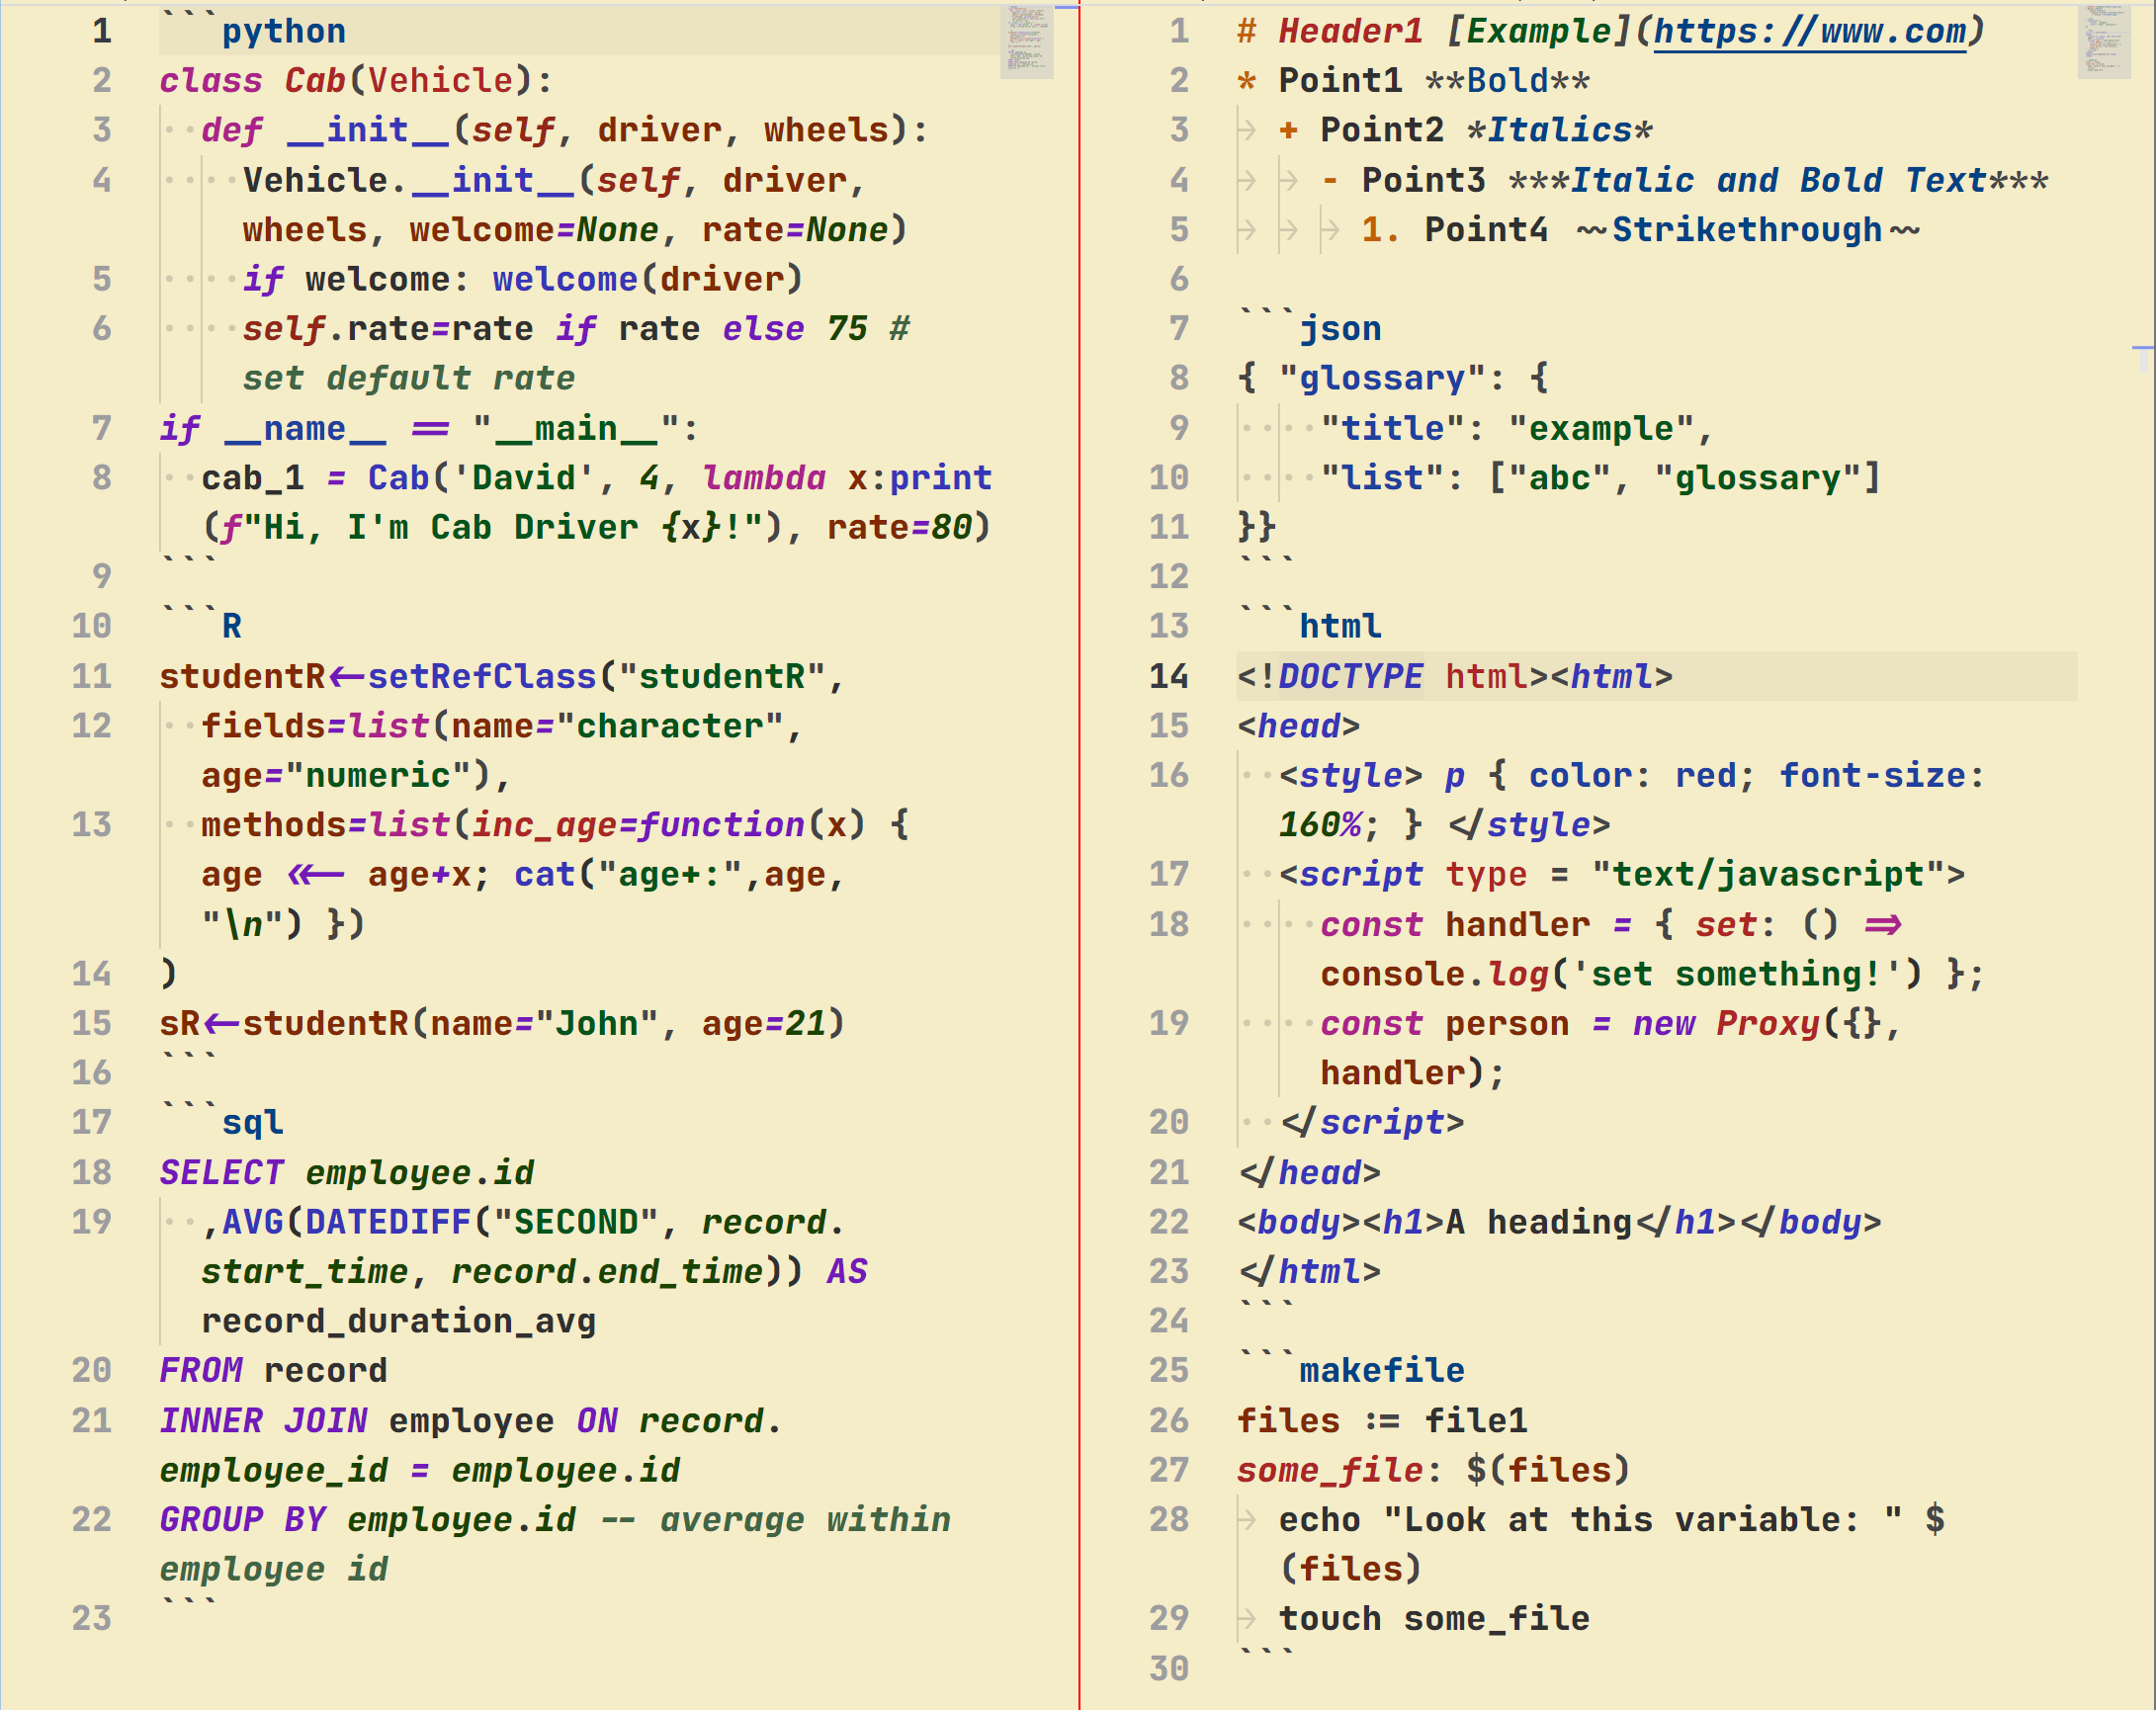 1 ```python
2 class Cab(Vehicle):
3 def __init__(self, driver, wheels):
4 Vehicle.__init__(self, driver,
wheels, welcome=None, rate=None)
5 if welcome: welcome(driver)
6 self.rate=rate if rate else 75 #
set default rate
7 if __name__ == "__main__":
8 cab_1 = Cab('David', 4, lambda x:print
(f"Hi, I'm Cab Driver {x}!"), rate=80)
9 ```
10 ```R
11 studentR<-setRefClass("studentR",
12 fields=list(name="character",
age="numeric"),
13 methods=list(inc_age=function(x) {
age <<- age+x; cat("age+:",age,
"\n") })
14 )
15 sR<-studentR(name="John", age=21)
16 ```
17 ```sql
18 SELECT employee.id
19 ,AVG(DATEDIFF("SECOND", record.
start_time, record.end_time)) AS
record_duration_avg
20 FROM record
21 INNER JOIN employee ON record.
employee_id = employee.id
22 GROUP BY employee.id -- average within
employee id
23 ```
1 # Header1 [Example](https://www.com)
2 * Point1 **Bold**
3 + Point2 *Italics*
4 - Point3 ***Italic and Bold Text***
5 1. Point4 ~~Strikethrough~~
6
7 ```json
8 { "glossary": {
9 "title": "example",
10 "list": ["abc", "glossary"]
11 }}
12 ```
13 ```html
14 <!DOCTYPE html><html>
15 <head>
16 <style> p { color: red; font-size:
160%; } </style>
17 <script type = "text/javascript">
18 const handler = { set: () =>
console.log('set something!') };
19 const person = new Proxy({},
handler);
20 </script>
21 </head>
22 <body><h1>A heading</h1></body>
23 </html>
24 ```
25 ```makefile
26 files := file1
27 some_file: $(files)
28 echo "Look at this variable: " $
(files)
29 touch some_file
30 ```